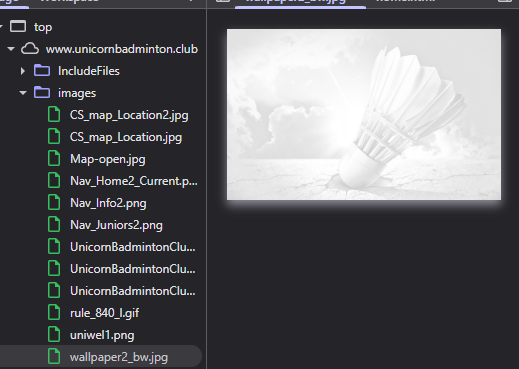 wallpaper2_bw.jpg
top
www.unicornbadminton.club
IncludeFiles
images
CS_map_Location2.jpg
CS_map_Location.jpg
Map-open.jpg
Nav_Home2_Current.p...
Nav_Info2.png
Nav_Juniors2.png
UnicornBadmintonClu...
UnicornBadmintonClu...
UnicornBadmintonClu...
rule_840_l.gif
uniwel1.png
wallpaper2_bw.jpg